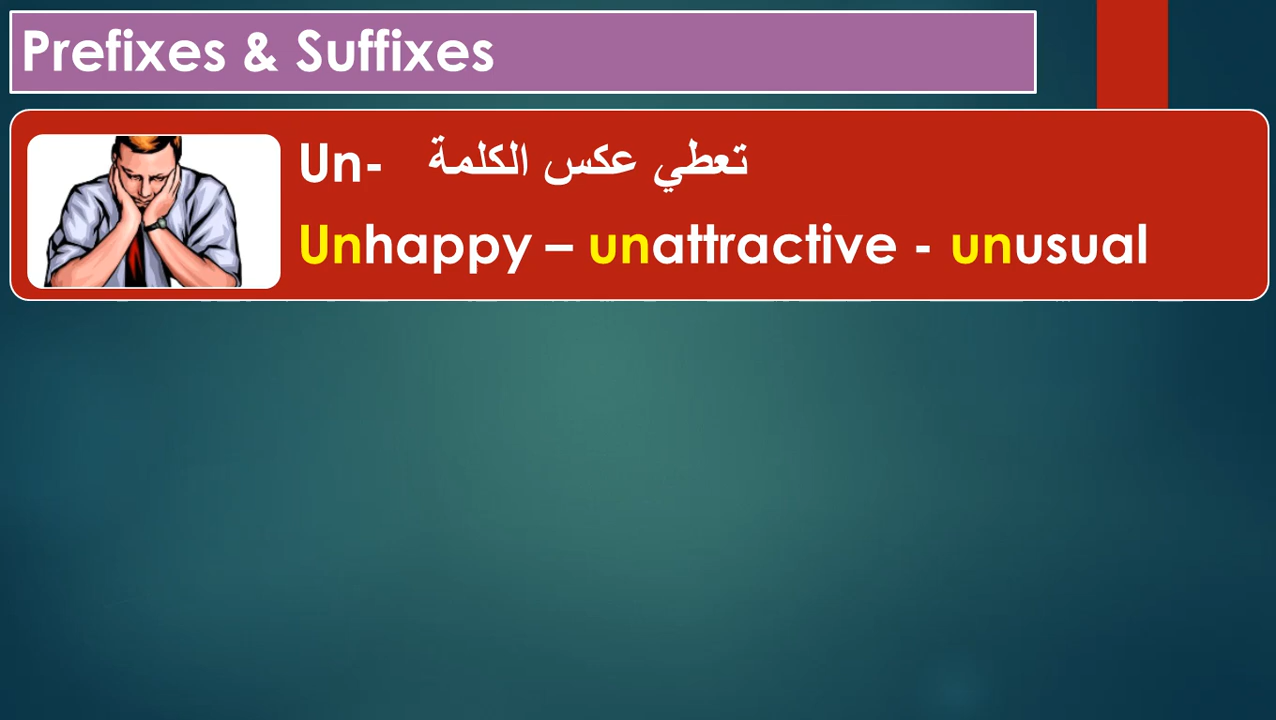 Prefixes & Suffixes
Un- تعطي عكس الكلمة
Unhappy – unattractive - unusual